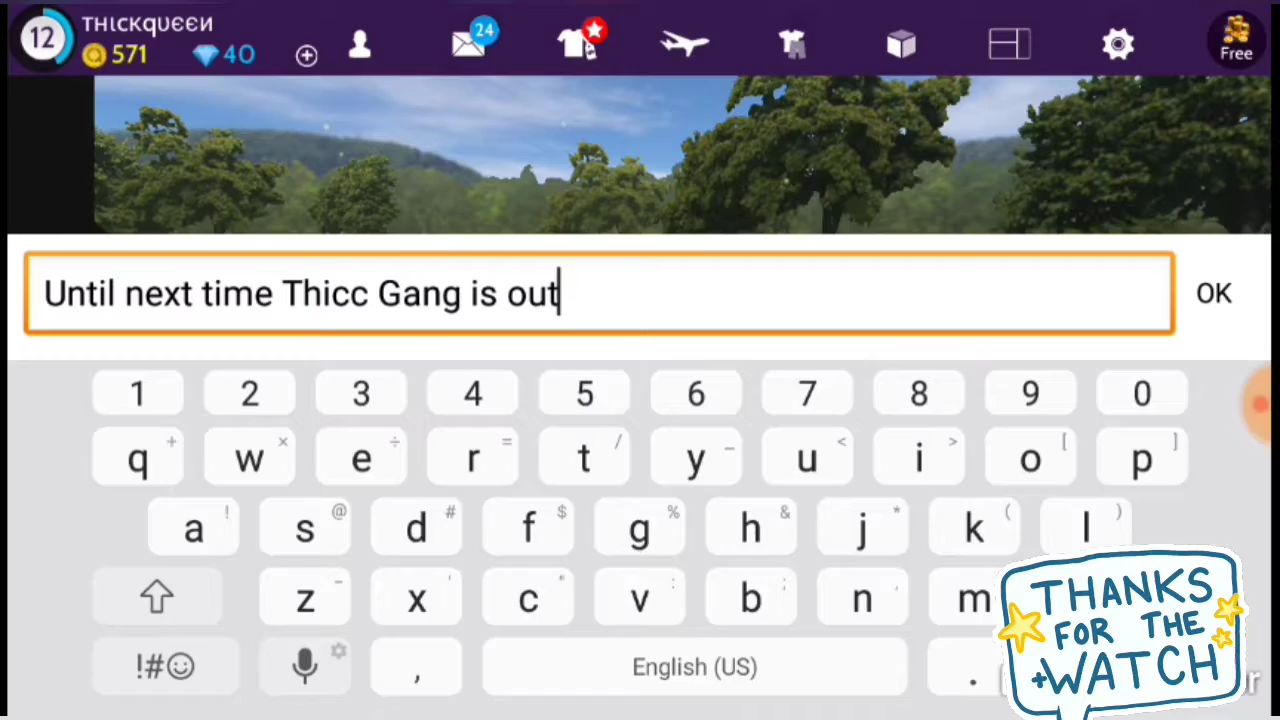 12
тнιcкqυєєи
571
40
24
Free
Until next time Thicc Gang is out
OK
1 2 3 4 5 6 7 8 9 0
q + w × e ÷ r = t / y _ u < i > o [ p ]
a ! s @ d # f $ g % h & j * k ( l )
z - x ' c " v : b ; n , m
!#☺ , English (US) .
THANKS
FOR THE
WATCH